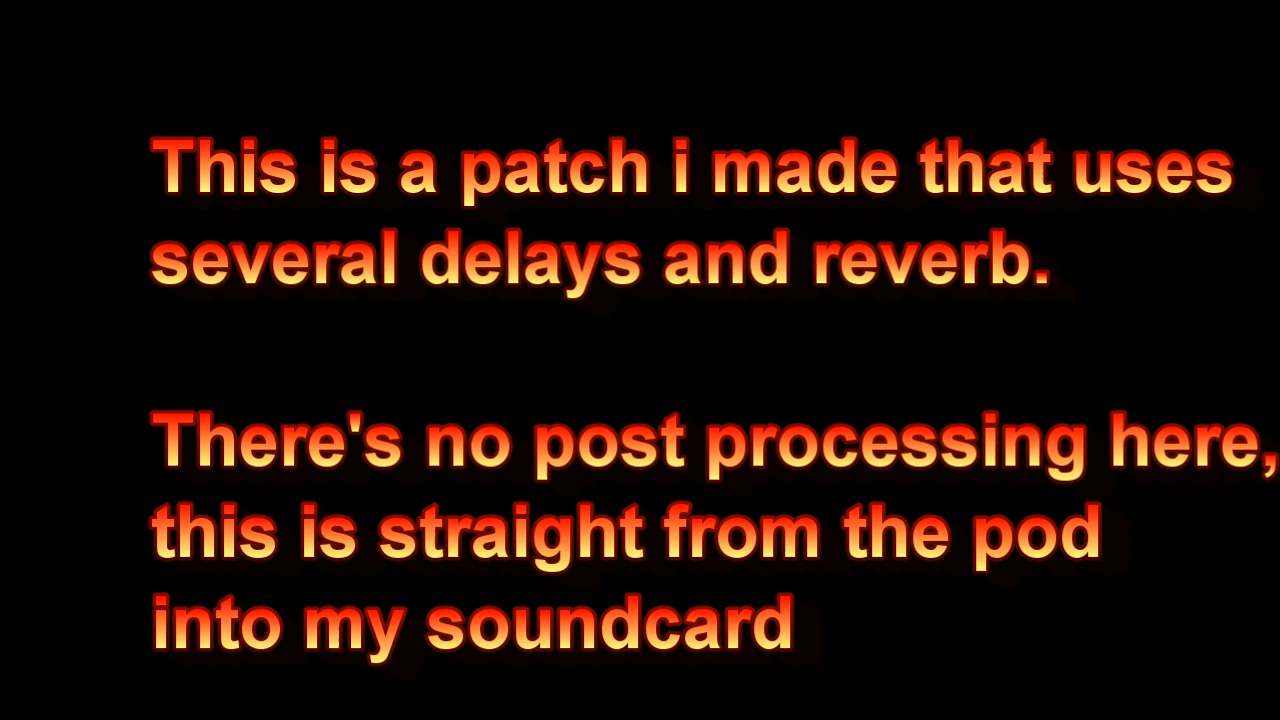 This is a patch i made that uses
several delays and reverb.
There's no post processing here,
this is straight from the pod
into my soundcard